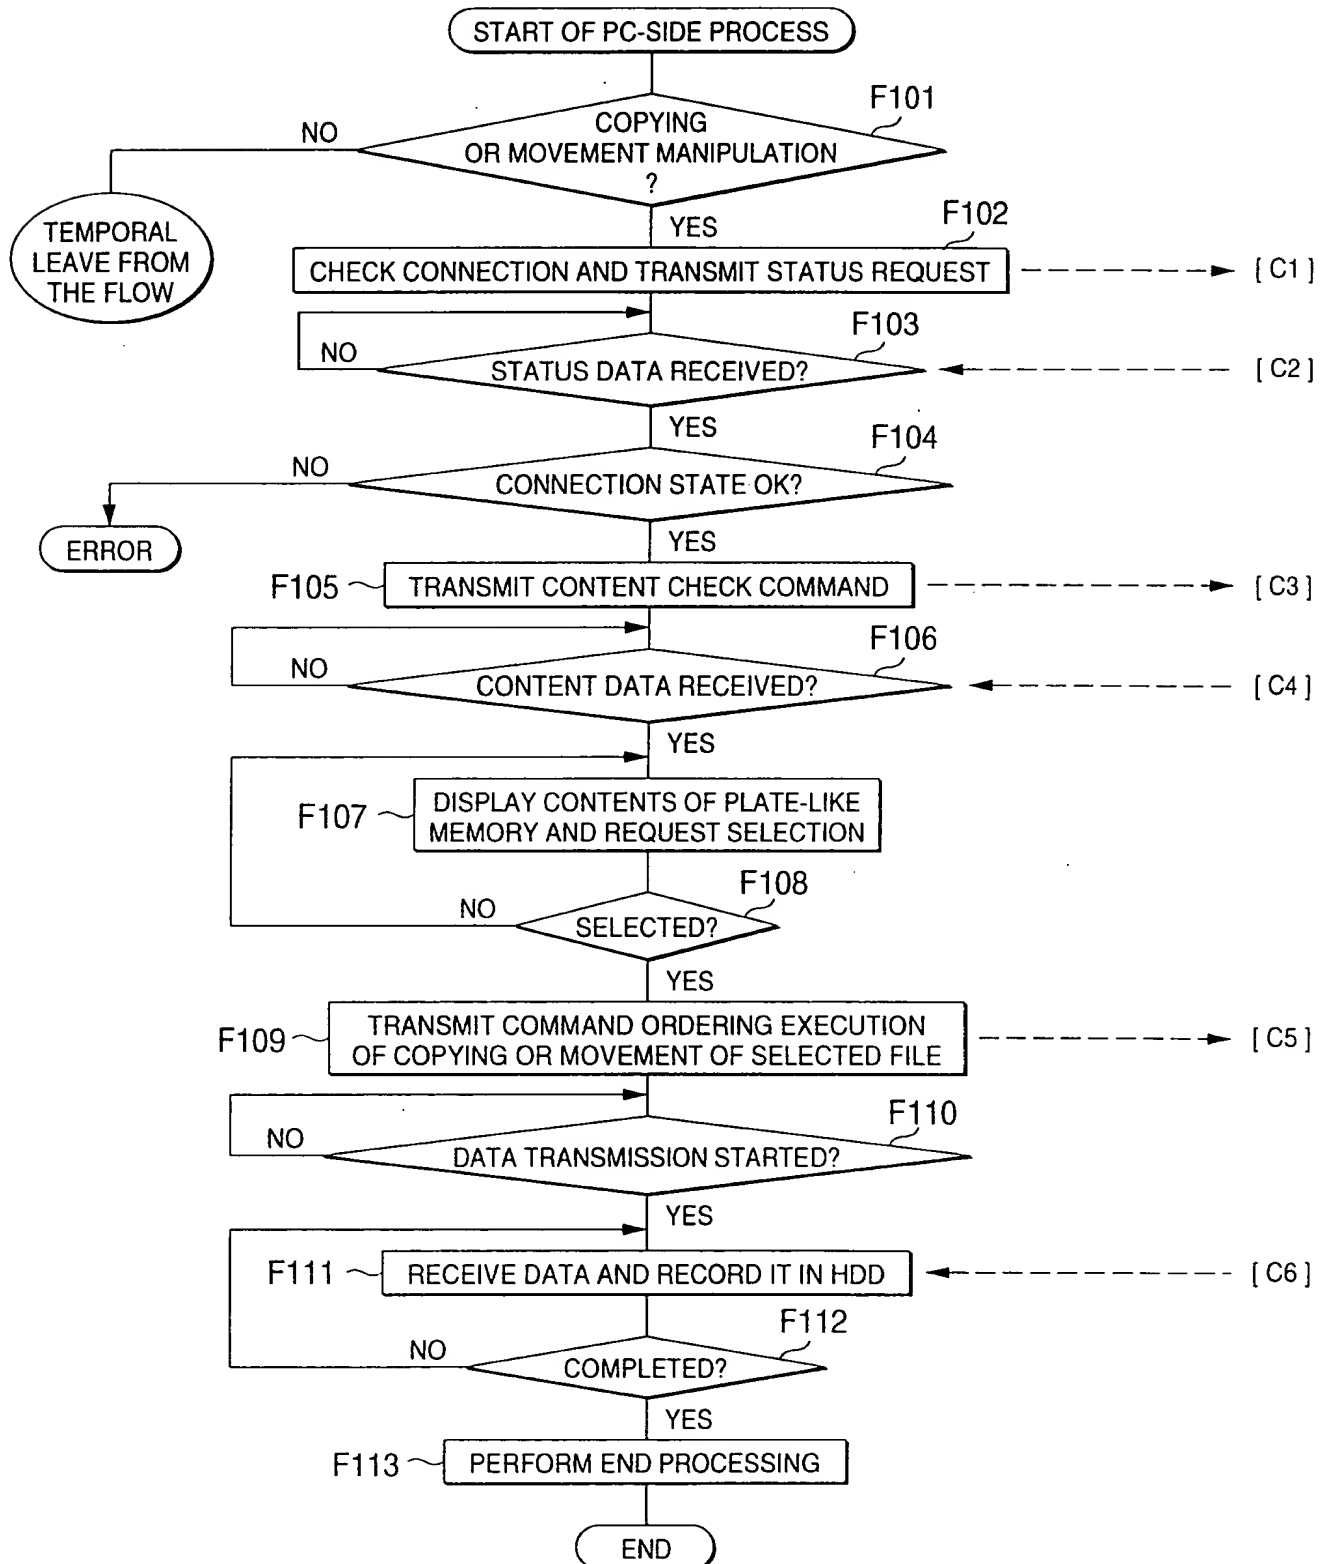 START OF PC-SIDE PROCESS
F101
NO
COPYING
OR MOVEMENT MANIPULATION
?
TEMPORAL
LEAVE FROM
THE FLOW
YES
F102
CHECK CONNECTION AND TRANSMIT STATUS REQUEST
[ C1 ]
F103
NO
STATUS DATA RECEIVED?
[ C2 ]
YES
F104
NO
CONNECTION STATE OK?
ERROR
YES
F105
TRANSMIT CONTENT CHECK COMMAND
[ C3 ]
F106
NO
CONTENT DATA RECEIVED?
[ C4 ]
YES
F107
DISPLAY CONTENTS OF PLATE-LIKE
MEMORY AND REQUEST SELECTION
F108
NO
SELECTED?
YES
F109
TRANSMIT COMMAND ORDERING EXECUTION
OF COPYING OR MOVEMENT OF SELECTED FILE
[ C5 ]
F110
NO
DATA TRANSMISSION STARTED?
YES
F111
RECEIVE DATA AND RECORD IT IN HDD
[ C6 ]
F112
NO
COMPLETED?
YES
F113
PERFORM END PROCESSING
END